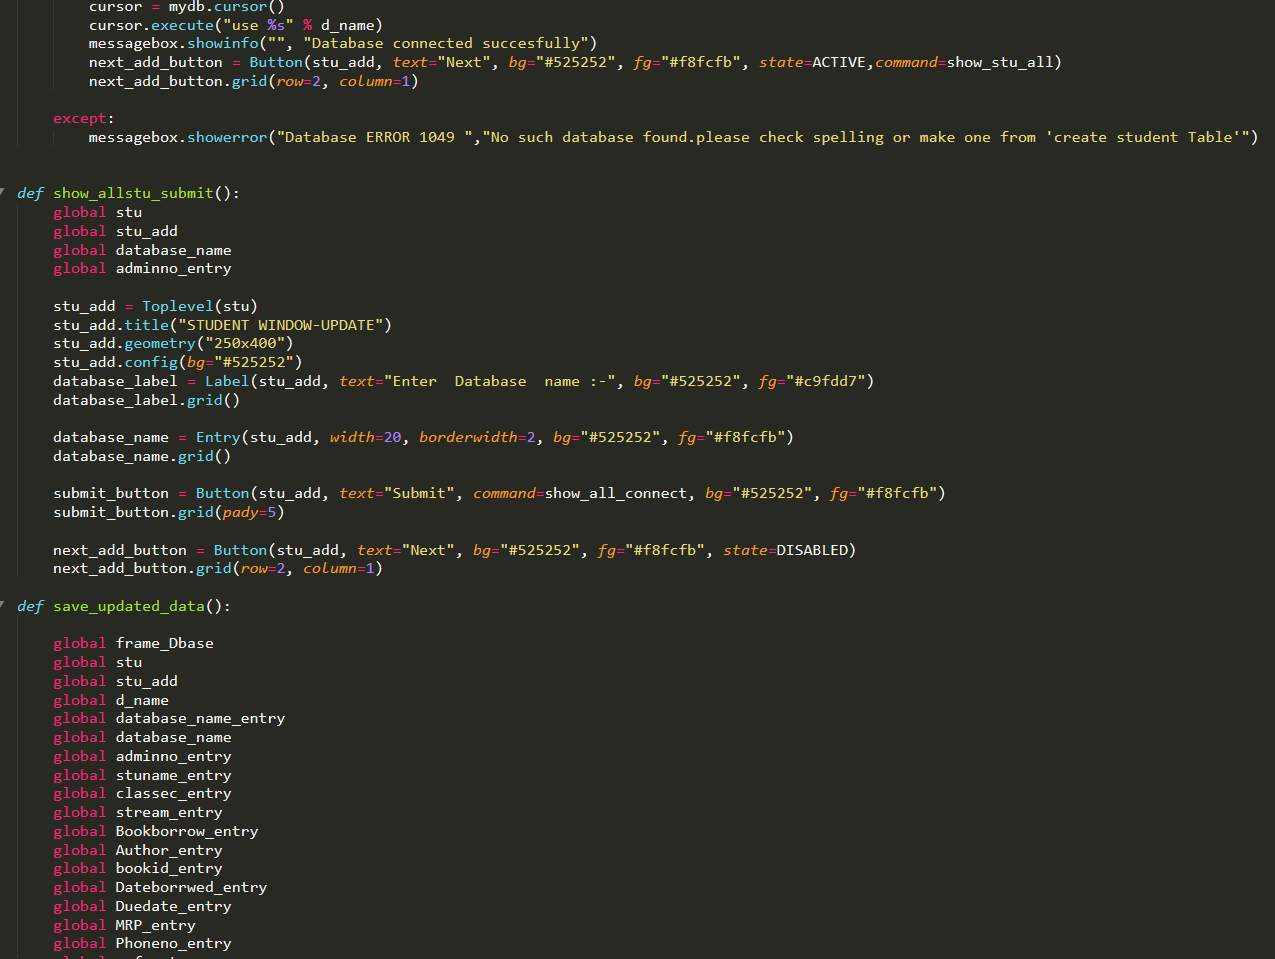 cursor = mydb.cursor()
cursor.execute("use %s" % d_name)
messagebox.showinfo("", "Database connected succesfully")
next_add_button = Button(stu_add, text="Next", bg="#525252", fg="#f8fcfb", state=ACTIVE,command=show_stu_all)
next_add_button.grid(row=2, column=1)
except:
messagebox.showerror("Database ERROR 1049 ","No such database found.please check spelling or make one from 'create student Table'")
def show_allstu_submit():
global stu
global stu_add
global database_name
global adminno_entry
stu_add = Toplevel(stu)
stu_add.title("STUDENT WINDOW-UPDATE")
stu_add.geometry("250x400")
stu_add.config(bg="#525252")
database_label = Label(stu_add, text="Enter  Database  name :-", bg="#525252", fg="#c9fdd7")
database_label.grid()
database_name = Entry(stu_add, width=20, borderwidth=2, bg="#525252", fg="#f8fcfb")
database_name.grid()
submit_button = Button(stu_add, text="Submit", command=show_all_connect, bg="#525252", fg="#f8fcfb")
submit_button.grid(pady=5)
next_add_button = Button(stu_add, text="Next", bg="#525252", fg="#f8fcfb", state=DISABLED)
next_add_button.grid(row=2, column=1)
def save_updated_data():
global frame_Dbase
global stu
global stu_add
global d_name
global database_name_entry
global database_name
global adminno_entry
global stuname_entry
global classec_entry
global stream_entry
global Bookborrow_entry
global Author_entry
global bookid_entry
global Dateborrwed_entry
global Duedate_entry
global MRP_entry
global Phoneno_entry